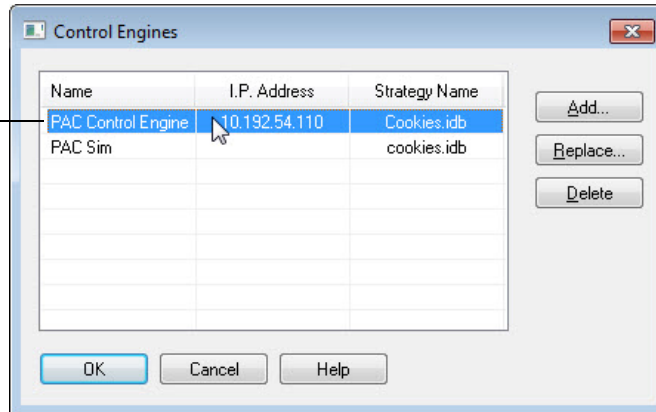 Control Engines
Name I.P. Address Strategy Name
PAC Control Engine 10.192.54.110 Cookies.idb
PAC Sim cookies.idb
Add...
Replace...
Delete
OK Cancel Help